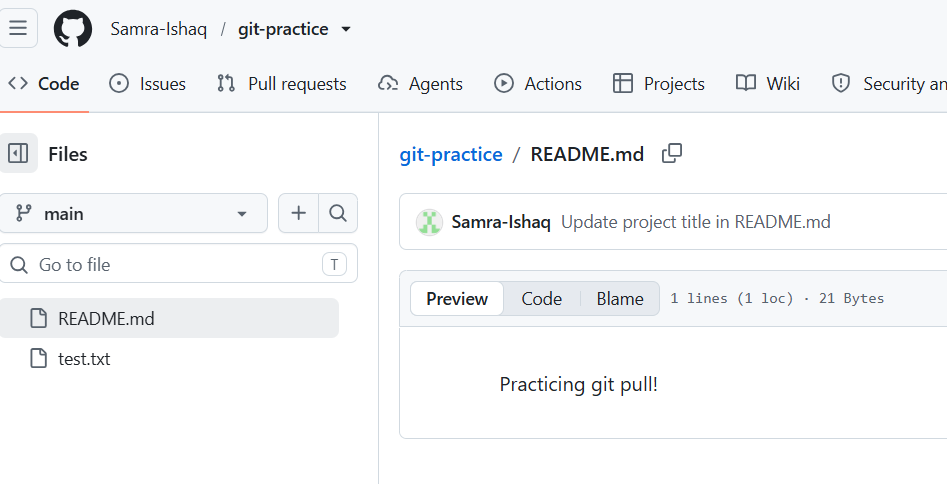 Samra-Ishaq / git-practice
Code Issues Pull requests Agents Actions Projects Wiki Security an
Files
main
Go to file T
README.md
test.txt
git-practice / README.md
Samra-Ishaq Update project title in README.md
Preview Code Blame 1 lines (1 loc) · 21 Bytes
Practicing git pull!